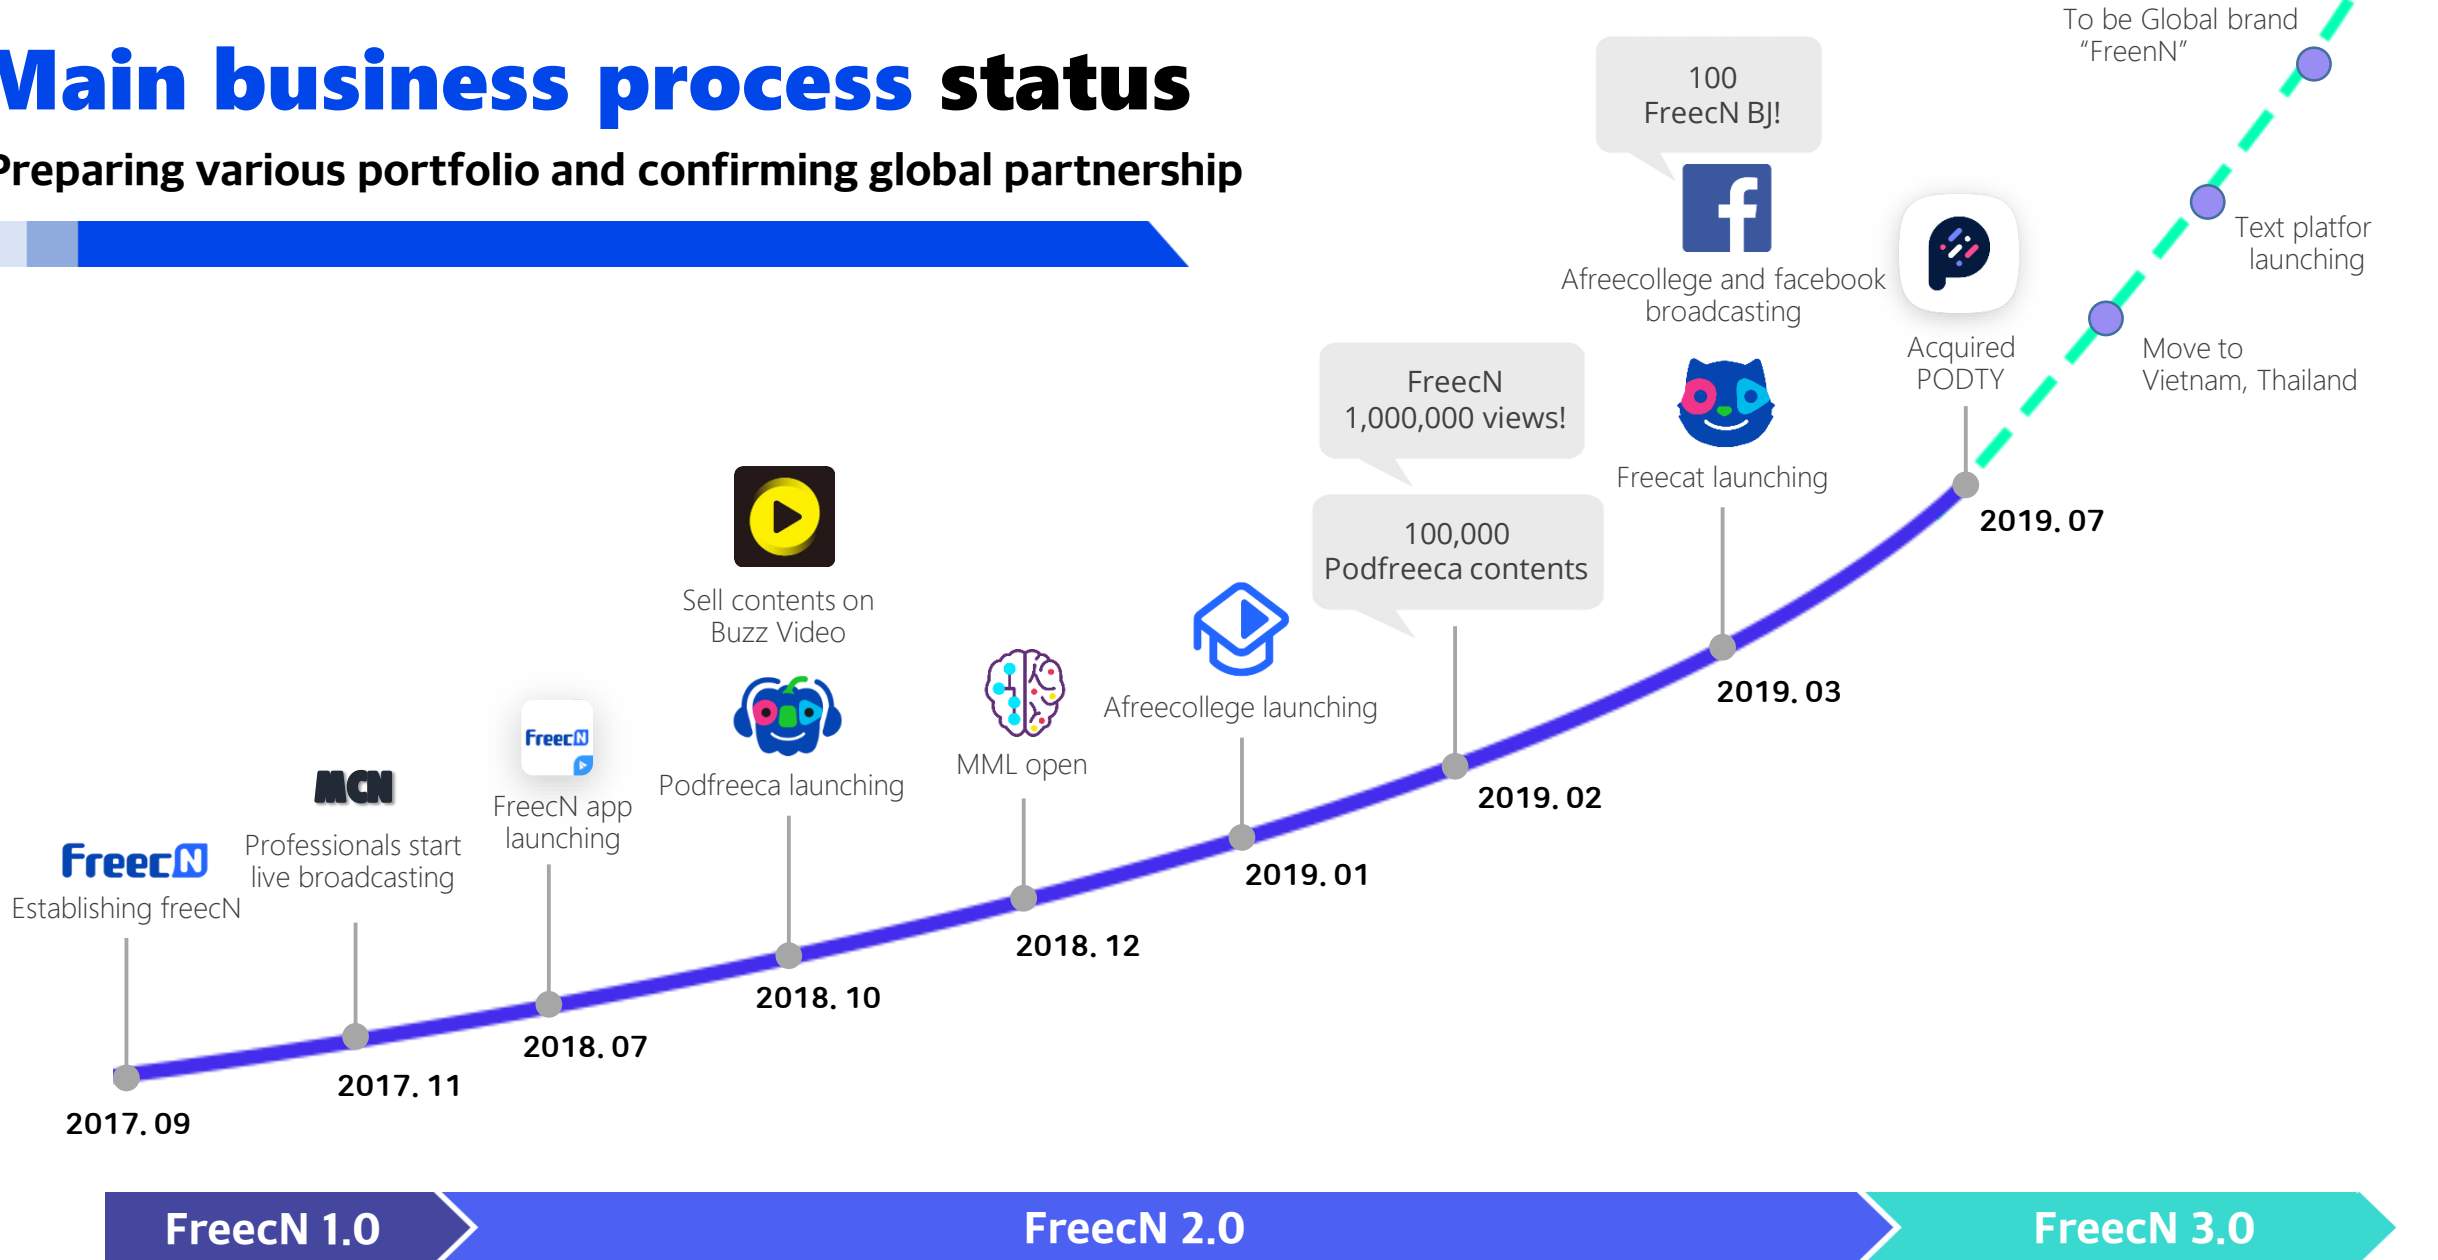 Main business process status
Preparing various portfolio and confirming global partnership
To be Global brand
“FreenN”
100
FreecN BJ!
Text platfor
launching
Afreecollege and facebook
broadcasting
Acquired
PODTY
Move to
Vietnam, Thailand
FreecN
1,000,000 views!
Freecat launching
100,000
Podfreeca contents
2019. 07
Sell contents on
Buzz Video
2019. 03
Afreecollege launching
FreecN
MML open
Podfreeca launching
MCN
FreecN app
launching
2019. 02
Professionals start
live broadcasting
FreecN
Establishing freecN
2019. 01
2018. 12
2018. 10
2018. 07
2017. 11
2017. 09
FreecN 1.0
FreecN 2.0
FreecN 3.0